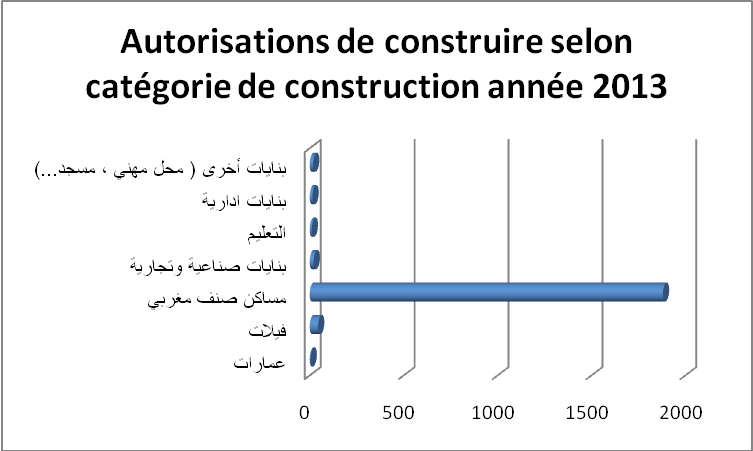 Autorisations de construire selon
catégorie de construction année 2013
بنايات أخرى ( محل مهني ، مسجد...)
بنايات ادارية
التعليم
بنايات صناعية وتجارية
مساكن صنف مغربي
فيلات
عمارات
0 500 1000 1500 2000